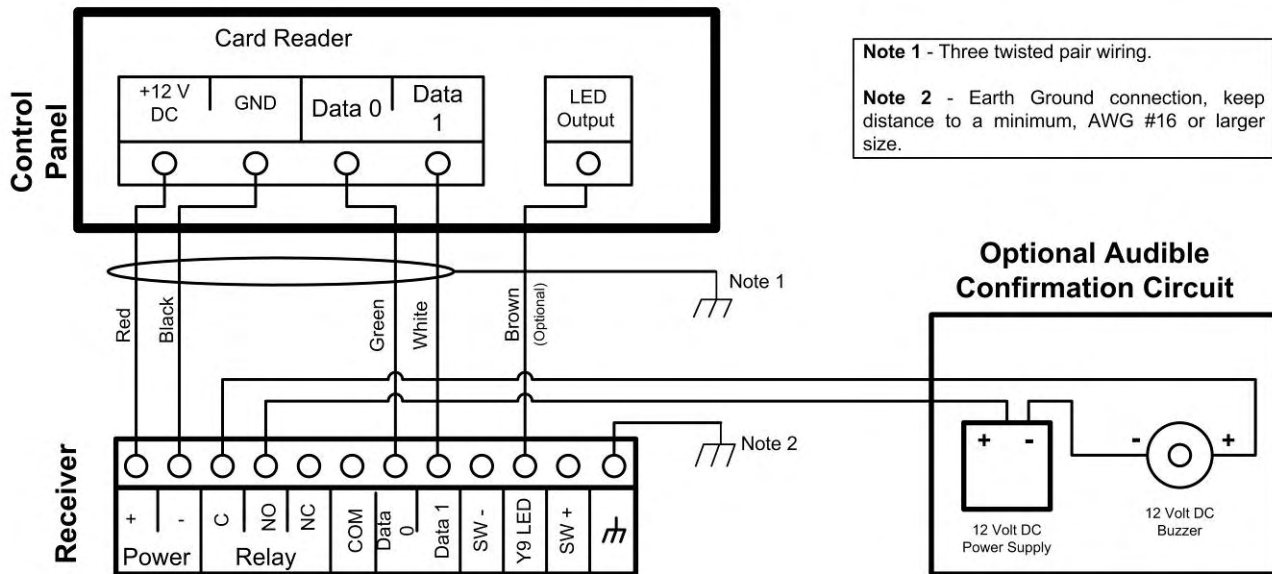 Card Reader
Control
Panel
+12 V
DC
GND
Data 0
Data
1
LED
Output
Note 1 - Three twisted pair wiring.
Note 2 - Earth Ground connection, keep
distance to a minimum, AWG #16 or larger
size.
Red
Black
Green
White
Brown
(Optional)
Note 1
Optional Audible
Confirmation Circuit
Note 2
+ -
- +
12 Volt DC
Power Supply
12 Volt DC
Buzzer
Receiver
+
-
C
NO
NC
COM
Data
0
Data 1
SW -
Y9 LED
SW +
Power
Relay